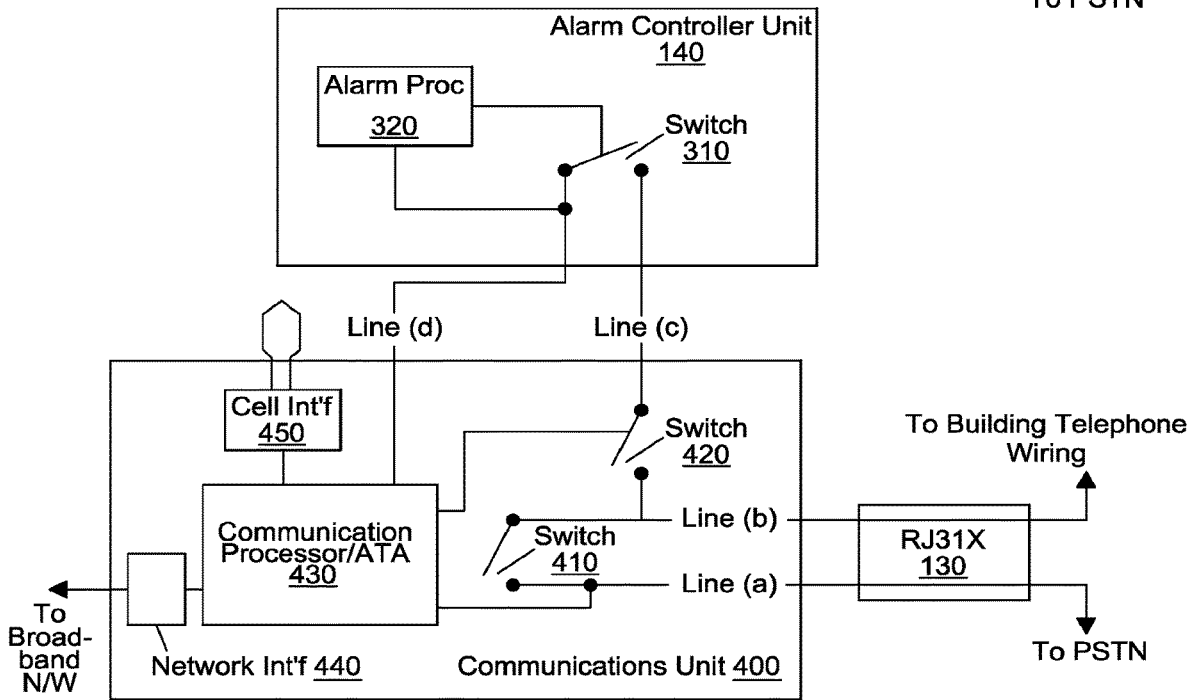 To PSTN
Alarm Controller Unit
140
Alarm Proc
320
Switch
310
Line (d)
Line (c)
Cell Int'f
450
Switch
420
To Building Telephone
Wiring
Communication
Processor/ATA
430
Line (b)
Switch
410
RJ31X
130
Line (a)
To
Broad-
band
N/W
Network Int'f 440
Communications Unit 400
To PSTN